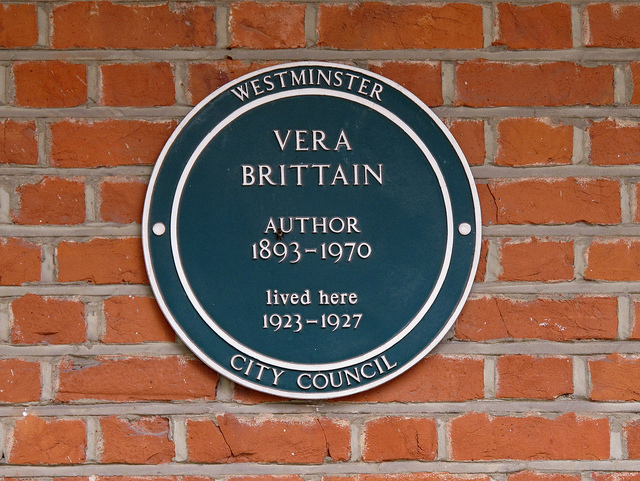 WESTMINSTER
VERA
BRITTAIN
AUTHOR
1893–1970
lived here
1923–1927
CITY COUNCIL